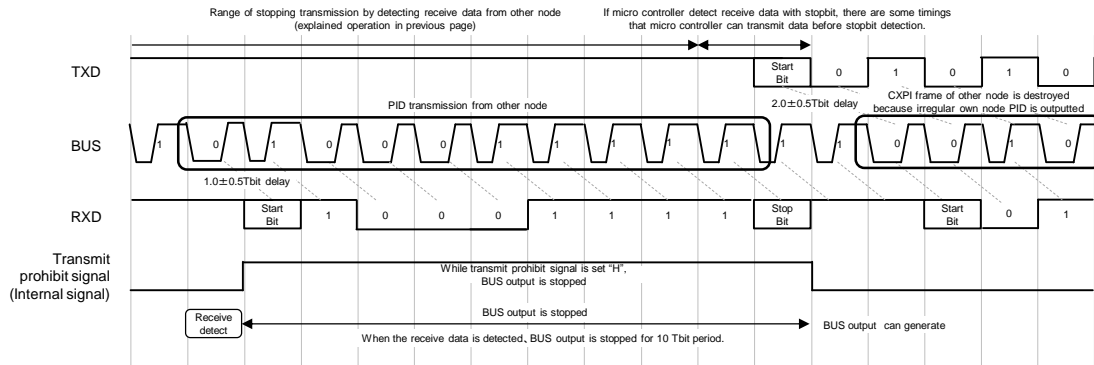 Range of stopping transmission by detecting receive data from other node
(explained operation in previous page)
If micro controller detect receive data with stopbit, there are some timings
that micro controller can transmit data before stopbit detection.
TXD
Start
Bit
0
1
0
1
0
PID transmission from other node
2.0±0.5Tbit delay
CXPI frame of other node is destroyed
because irregular own node PID is outputted
BUS
1
0
1
0
0
0
1
1
1
1
1
1
0
0
1
0
1.0±0.5Tbit delay
RXD
Start
Bit
1
0
0
0
1
1
1
1
Stop
Bit
Start
Bit
0
1
Transmit
prohibit signal
(Internal signal)
While transmit prohibit signal is set "H",
BUS output is stopped
Receive
detect
BUS output is stopped
BUS output can generate
When the receive data is detected、BUS output is stopped for 10 Tbit period.